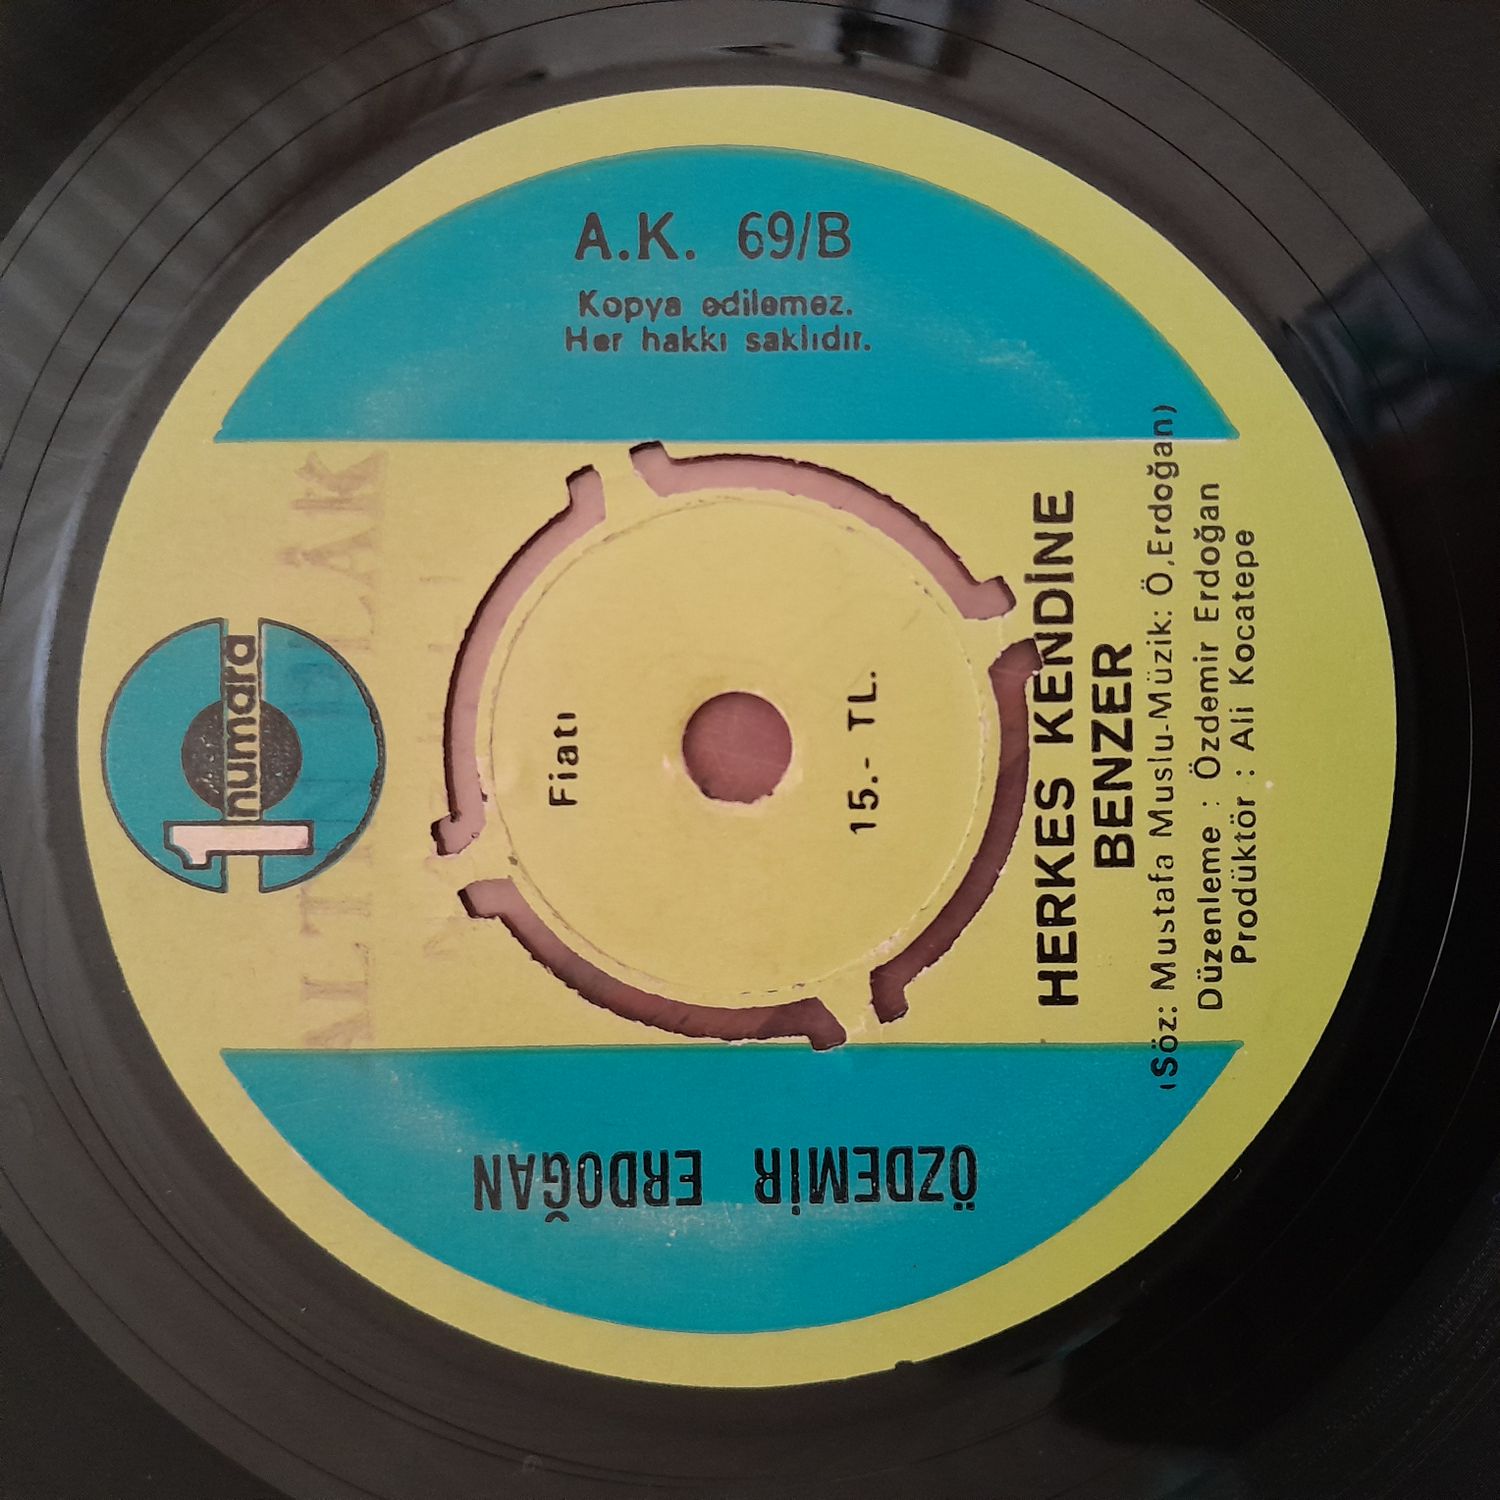 A.K. 69/B
Kopya edilemez.
Her hakkı saklıdır.
1 numara
Fiatı
15.- TL.
HERKES KENDİNE
BENZER
(Söz: Mustafa Muslu-Müzik: Ö.Erdoğan)
Düzenleme : Özdemir Erdoğan
Prodüktör : Ali Kocatepe
ÖZDEMİR ERDOĞAN